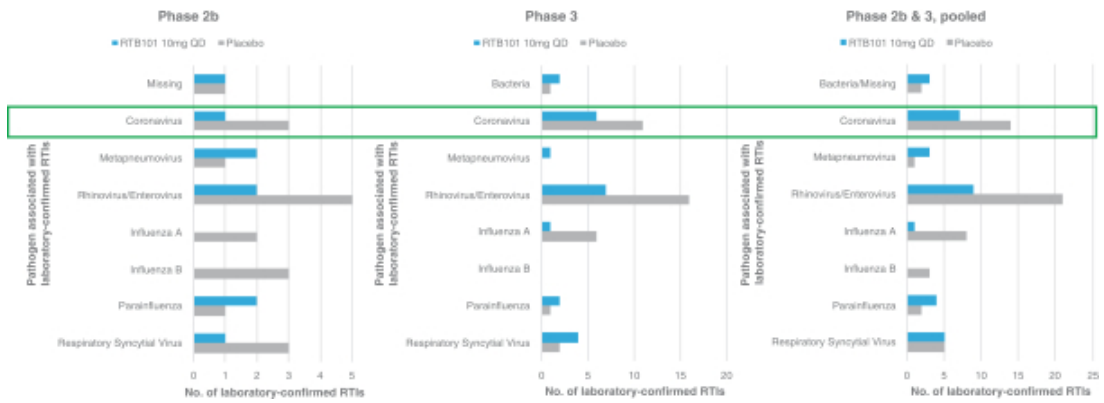 Phase 2b
RTB101 10mg QD Placebo
Pathogen associated with
laboratory-confirmed RTIs
Missing
Coronavirus
Metapneumovirus
Rhinovirus/Enterovirus
Influenza A
Influenza B
Parainfluenza
Respiratory Syncytial Virus
0 1 2 3 4 5
No. of laboratory-confirmed RTIs
Phase 3
RTB101 10mg QD Placebo
Pathogen associated with
laboratory-confirmed RTIs
Bacteria
Coronavirus
Metapneumovirus
Rhinovirus/Enterovirus
Influenza A
Influenza B
Parainfluenza
Respiratory Syncytial Virus
0 5 10 15 20
No. of laboratory-confirmed RTIs
Phase 2b & 3, pooled
RTB101 10mg QD Placebo
Pathogen associated with
laboratory-confirmed RTIs
Bacteria/Missing
Coronavirus
Metapneumovirus
Rhinovirus/Enterovirus
Influenza A
Influenza B
Parainfluenza
Respiratory Syncytial Virus
0 5 10 15 20 25
No. of laboratory-confirmed RTIs